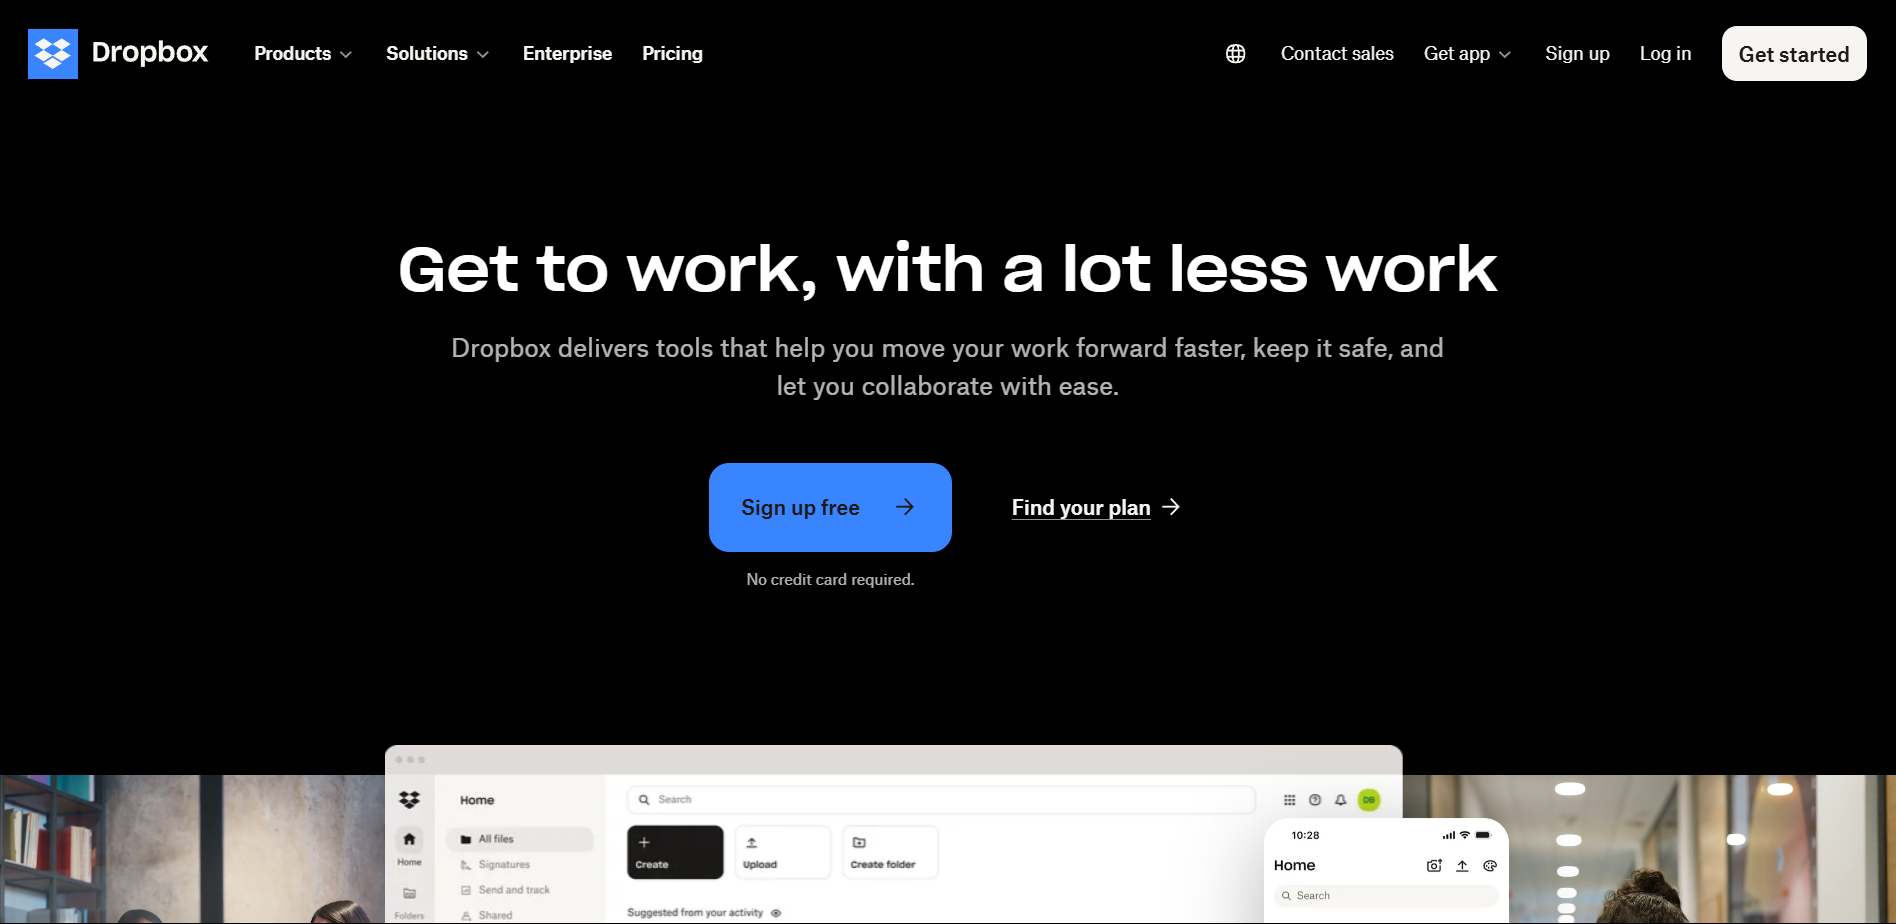 Dropbox
Products
Solutions
Enterprise
Pricing
Contact sales
Get app
Sign up
Log in
Get started
Get to work, with a lot less work
Dropbox delivers tools that help you move your work forward faster, keep it safe, and
let you collaborate with ease.
Sign up free
Find your plan
No credit card required.
Home
Search
DB
Home
All files
Create
Upload
Create folder
Signatures
Send and track
Folders
Shared
Suggested from your activity
10:28
Home
Search